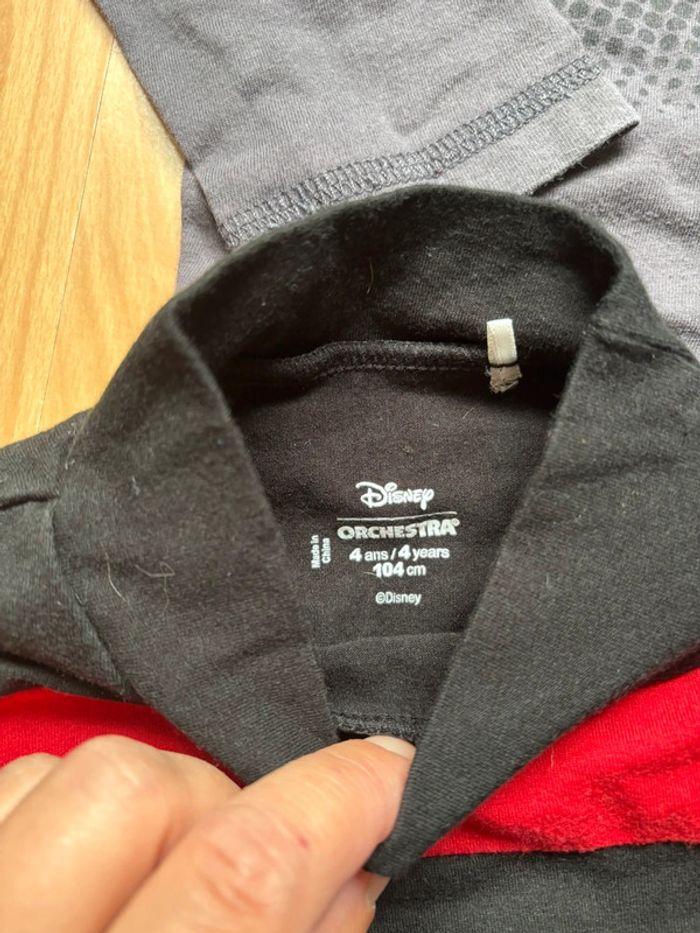 Disney
ORCHESTRA®
Made in
China
4 ans / 4 years
104 cm
©Disney